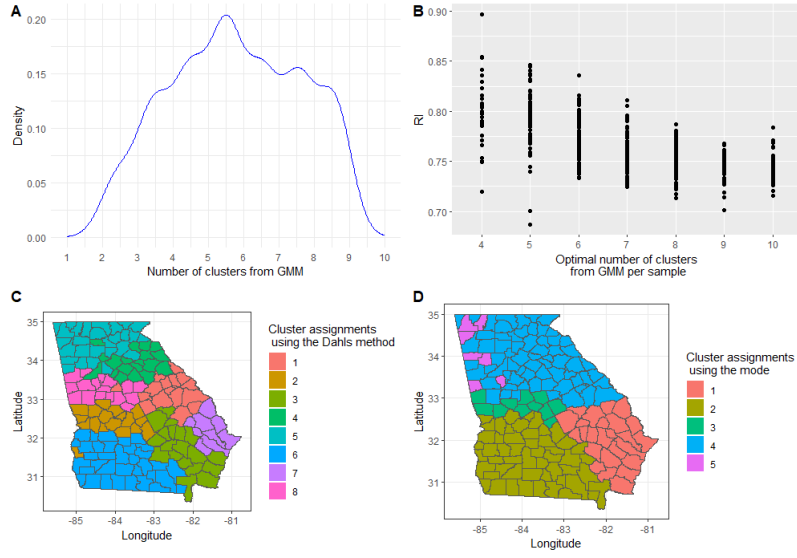 A
0.20
0.15
0.10
0.05
0.00
Density
1 2 3 4 5 6 7 8 9 10
Number of clusters from GMM
B
0.90
0.85
0.80
0.75
0.70
RI
4 5 6 7 8 9 10
Optimal number of clusters
from GMM per sample
C
35
34
33
32
31
Latitude
-85 -84 -83 -82 -81
Longitude
Cluster assignments
using the Dahls method
1
2
3
4
5
6
7
8
D
35
34
33
32
31
Latitude
-85 -84 -83 -82 -81
Longitude
Cluster assignments
using the mode
1
2
3
4
5